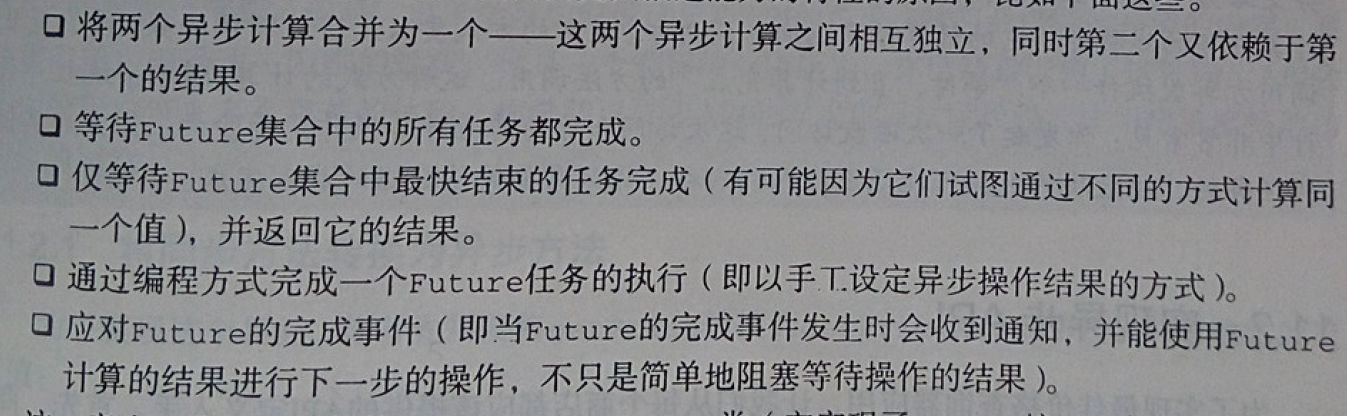 ❑ 将两个异步计算合并为一个——这两个异步计算之间相互独立，同时第二个又依赖于第
一个的结果。
❑ 等待Future集合中的所有任务都完成。
❑ 仅等待Future集合中最快结束的任务完成（有可能因为它们试图通过不同的方式计算同
一个值），并返回它的结果。
❑ 通过编程方式完成一个Future任务的执行（即以手工设定异步操作结果的方式）。
❑ 应对Future的完成事件（即当Future的完成事件发生时会收到通知，并能使用Future
计算的结果进行下一步的操作，不只是简单地阻塞等待操作的结果）。